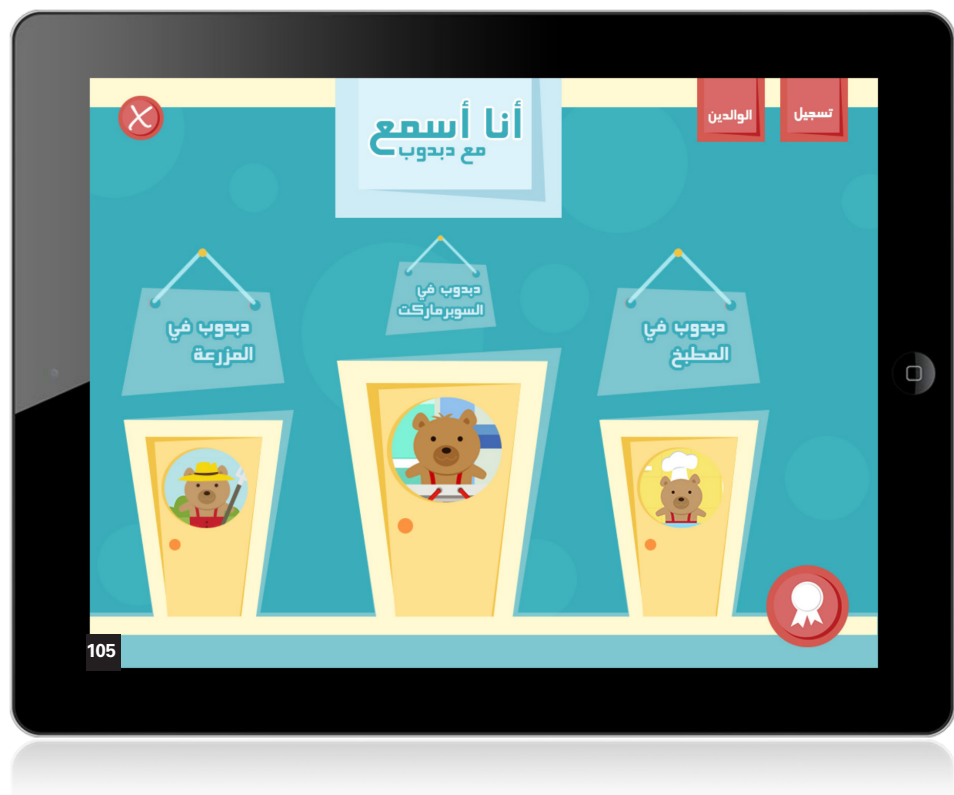 تسجيل
الوالدين
أنا أسمع
مع دبدوب
دبدوب في
المطبخ
دبدوب في
السوبرماركت
دبدوب في
المزرعة
105